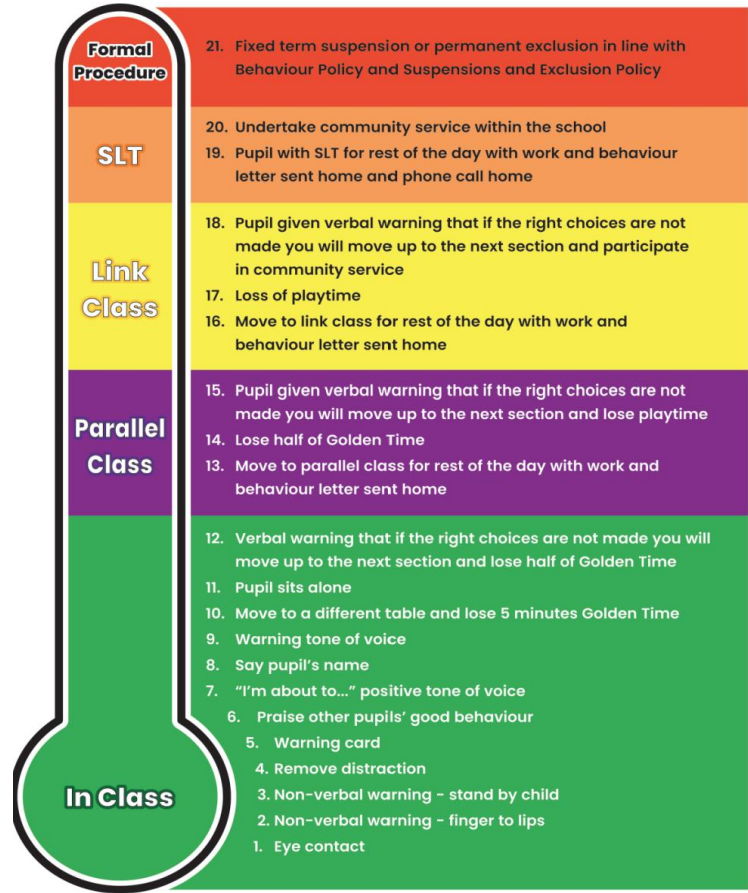 Formal
Procedure
21. Fixed term suspension or permanent exclusion in line with
Behaviour Policy and Suspensions and Exclusion Policy
SLT
20. Undertake community service within the school
19. Pupil with SLT for rest of the day with work and behaviour
letter sent home and phone call home
Link
Class
18. Pupil given verbal warning that if the right choices are not
made you will move up to the next section and participate
in community service
17. Loss of playtime
16. Move to link class for rest of the day with work and
behaviour letter sent home
Parallel
Class
15. Pupil given verbal warning that if the right choices are not
made you will move up to the next section and lose playtime
14. Lose half of Golden Time
13. Move to parallel class for rest of the day with work and
behaviour letter sent home
In Class
12. Verbal warning that if the right choices are not made you will
move up to the next section and lose half of Golden Time
11. Pupil sits alone
10. Move to a different table and lose 5 minutes Golden Time
9. Warning tone of voice
8. Say pupil's name
7. “I'm about to...” positive tone of voice
6. Praise other pupils' good behaviour
5. Warning card
4. Remove distraction
3. Non-verbal warning - stand by child
2. Non-verbal warning - finger to lips
1. Eye contact